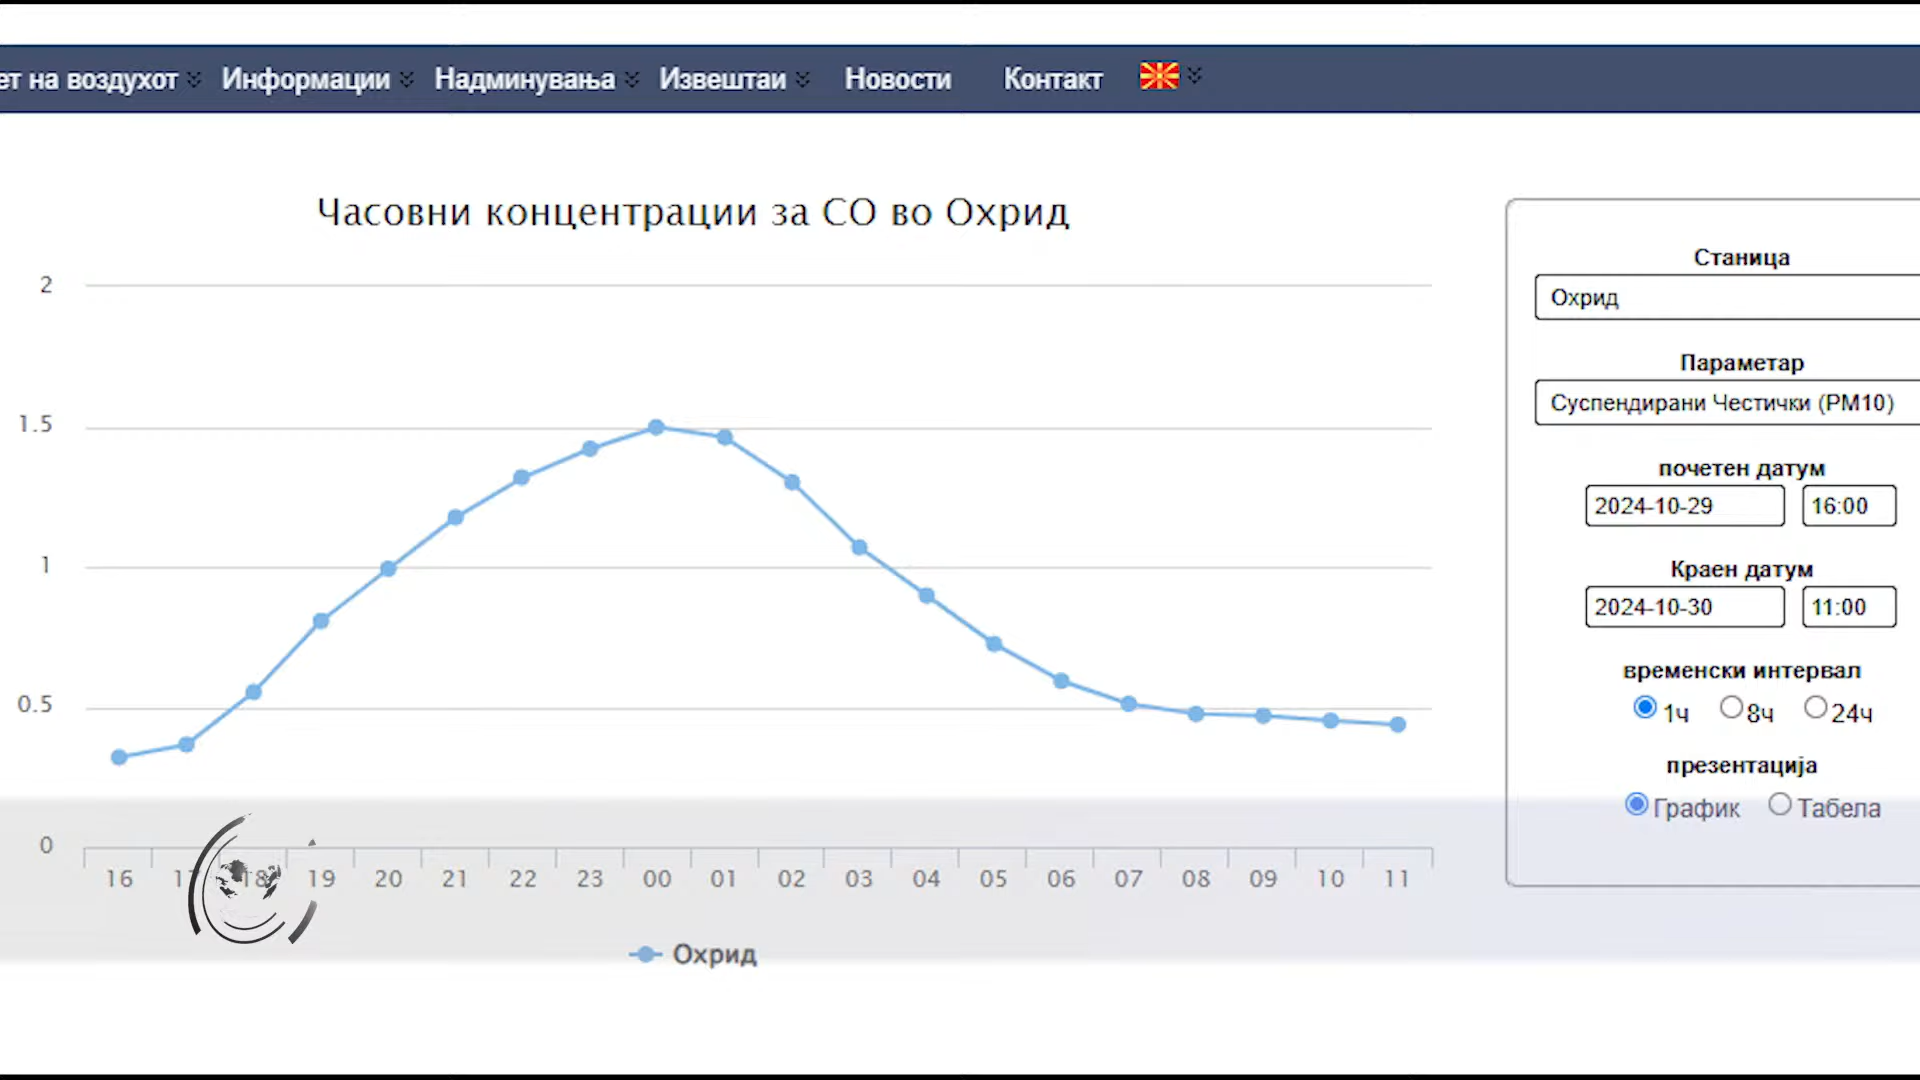 ет на воздухот Информации Надминувања Извештаи Новости Контакт
Часовни концентрации за CO во Охрид
2
1.5
1
0.5
0
16 17 18 19 20 21 22 23 00 01 02 03 04 05 06 07 08 09 10 11
Охрид
Станица
Охрид
Параметар
Суспендирани Честички (PM10)
почетен датум
2024-10-29 16:00
Краен датум
2024-10-30 11:00
временски интервал
1ч 8ч 24ч
презентација
График Табела